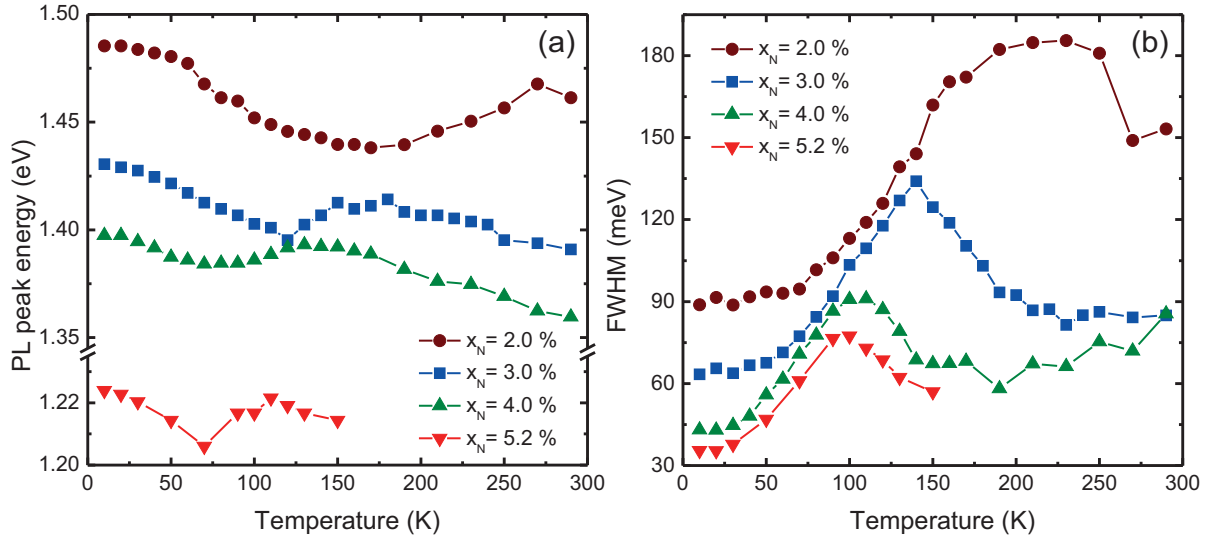 (a)
PL peak energy (eV)
1.50
1.45
1.40
1.35
1.22
1.20
x_N= 2.0 %
x_N= 3.0 %
x_N= 4.0 %
x_N= 5.2 %
0 50 100 150 200 250 300
Temperature (K)
(b)
FWHM (meV)
180
150
120
90
60
30
x_N= 2.0 %
x_N= 3.0 %
x_N= 4.0 %
x_N= 5.2 %
0 50 100 150 200 250 300
Temperature (K)